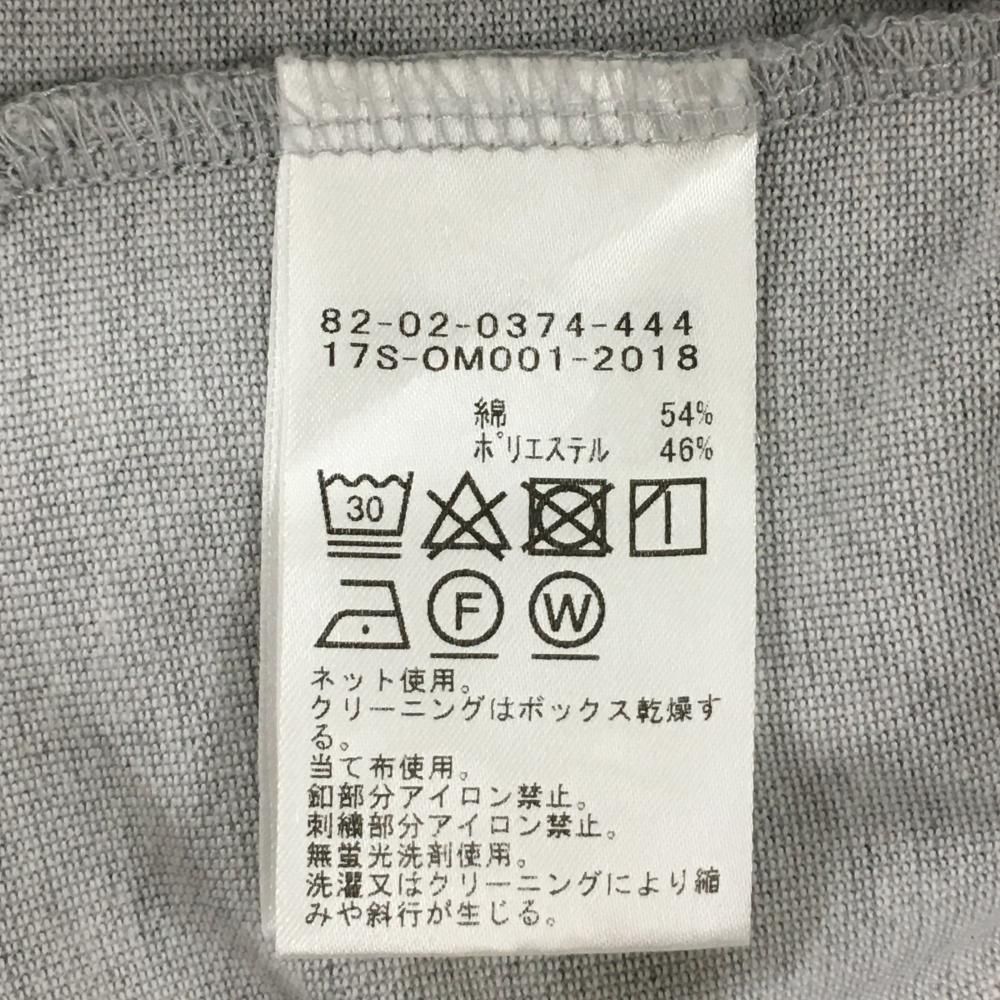 82-02-0374-444
17S-OM001-2018
綿 54%
ポリエステル 46%
30
F W
ネット使用。
クリーニングはボックス乾燥す
る。
当て布使用。
釦部分アイロン禁止。
刺繍部分アイロン禁止。
無蛍光洗剤使用。
洗濯又はクリーニングにより縮
みや斜行が生じる。